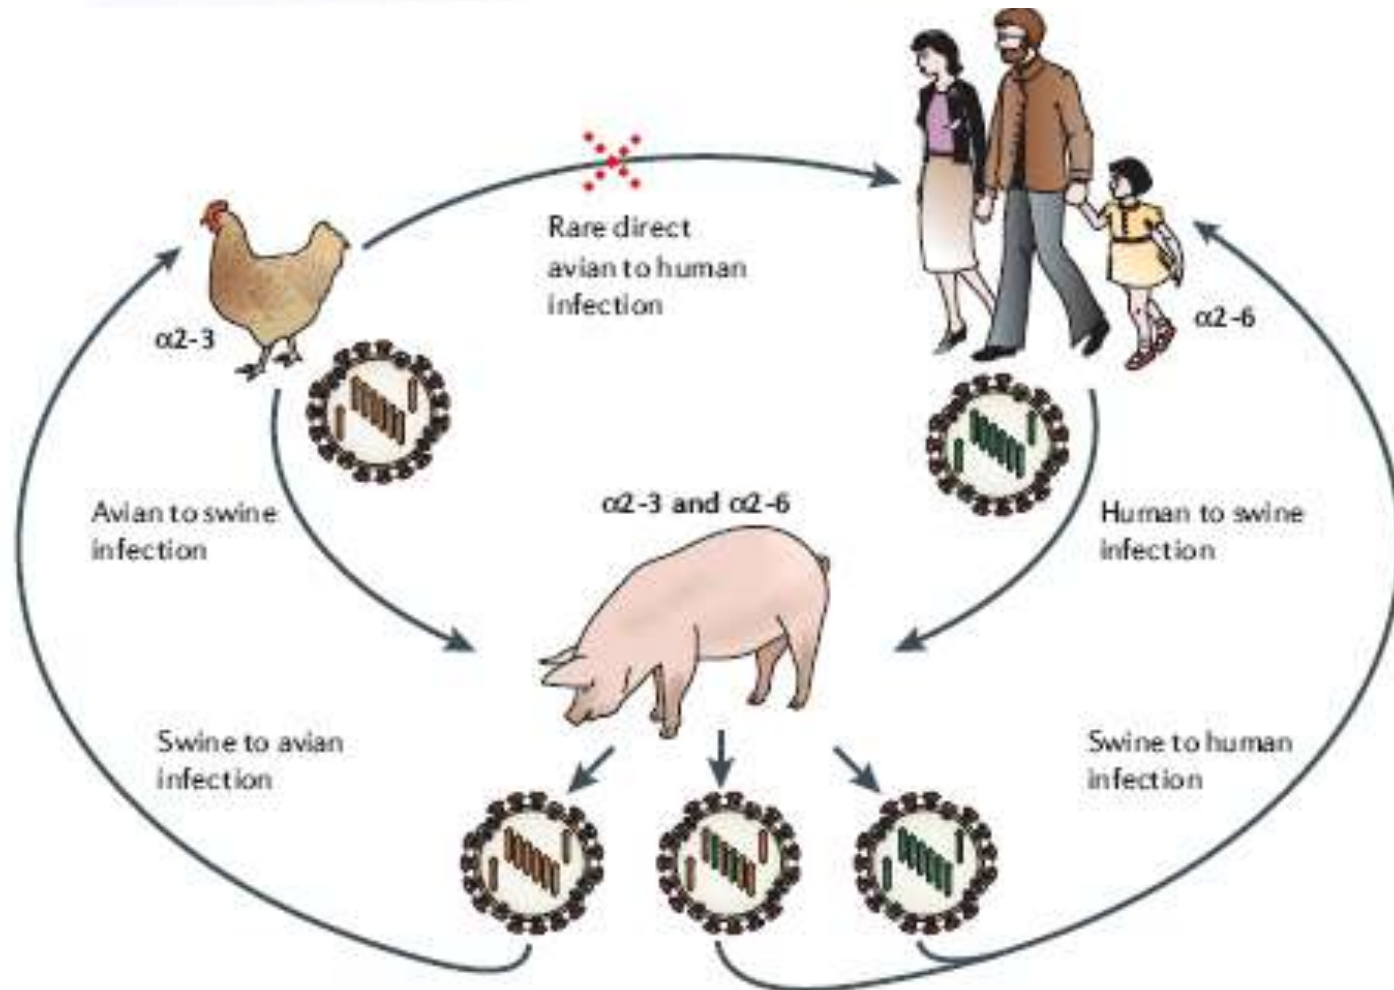 Rare direct
avian to human
infection
α2-3
α2-6
Avian to swine
infection
α2-3 and α2-6
Human to swine
infection
Swine to avian
infection
Swine to human
infection